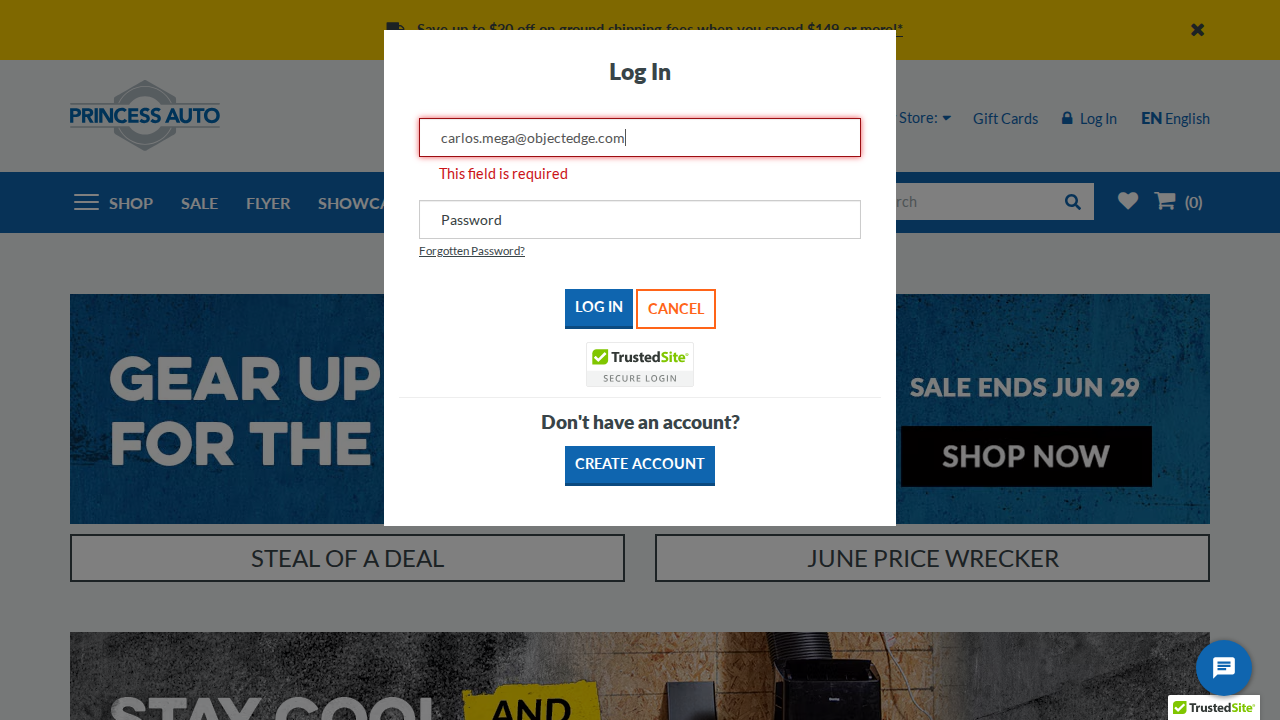 Save up to $20 off on ground shipping fees when you spend $149 or more!*
Log In
PRINCESS AUTO
carlos.mega@objectedge.com
Store:
Gift Cards
Log In
EN English
This field is required
SHOP
SALE
FLYER
SHOWCA
rch
(0)
Password
Forgotten Password?
LOG IN
CANCEL
TrustedSite
SECURE LOGIN
GEAR UP
FOR THE
SALE ENDS JUN 29
SHOP NOW
Don't have an account?
CREATE ACCOUNT
STEAL OF A DEAL
JUNE PRICE WRECKER
STAY COOL AND
TrustedSite